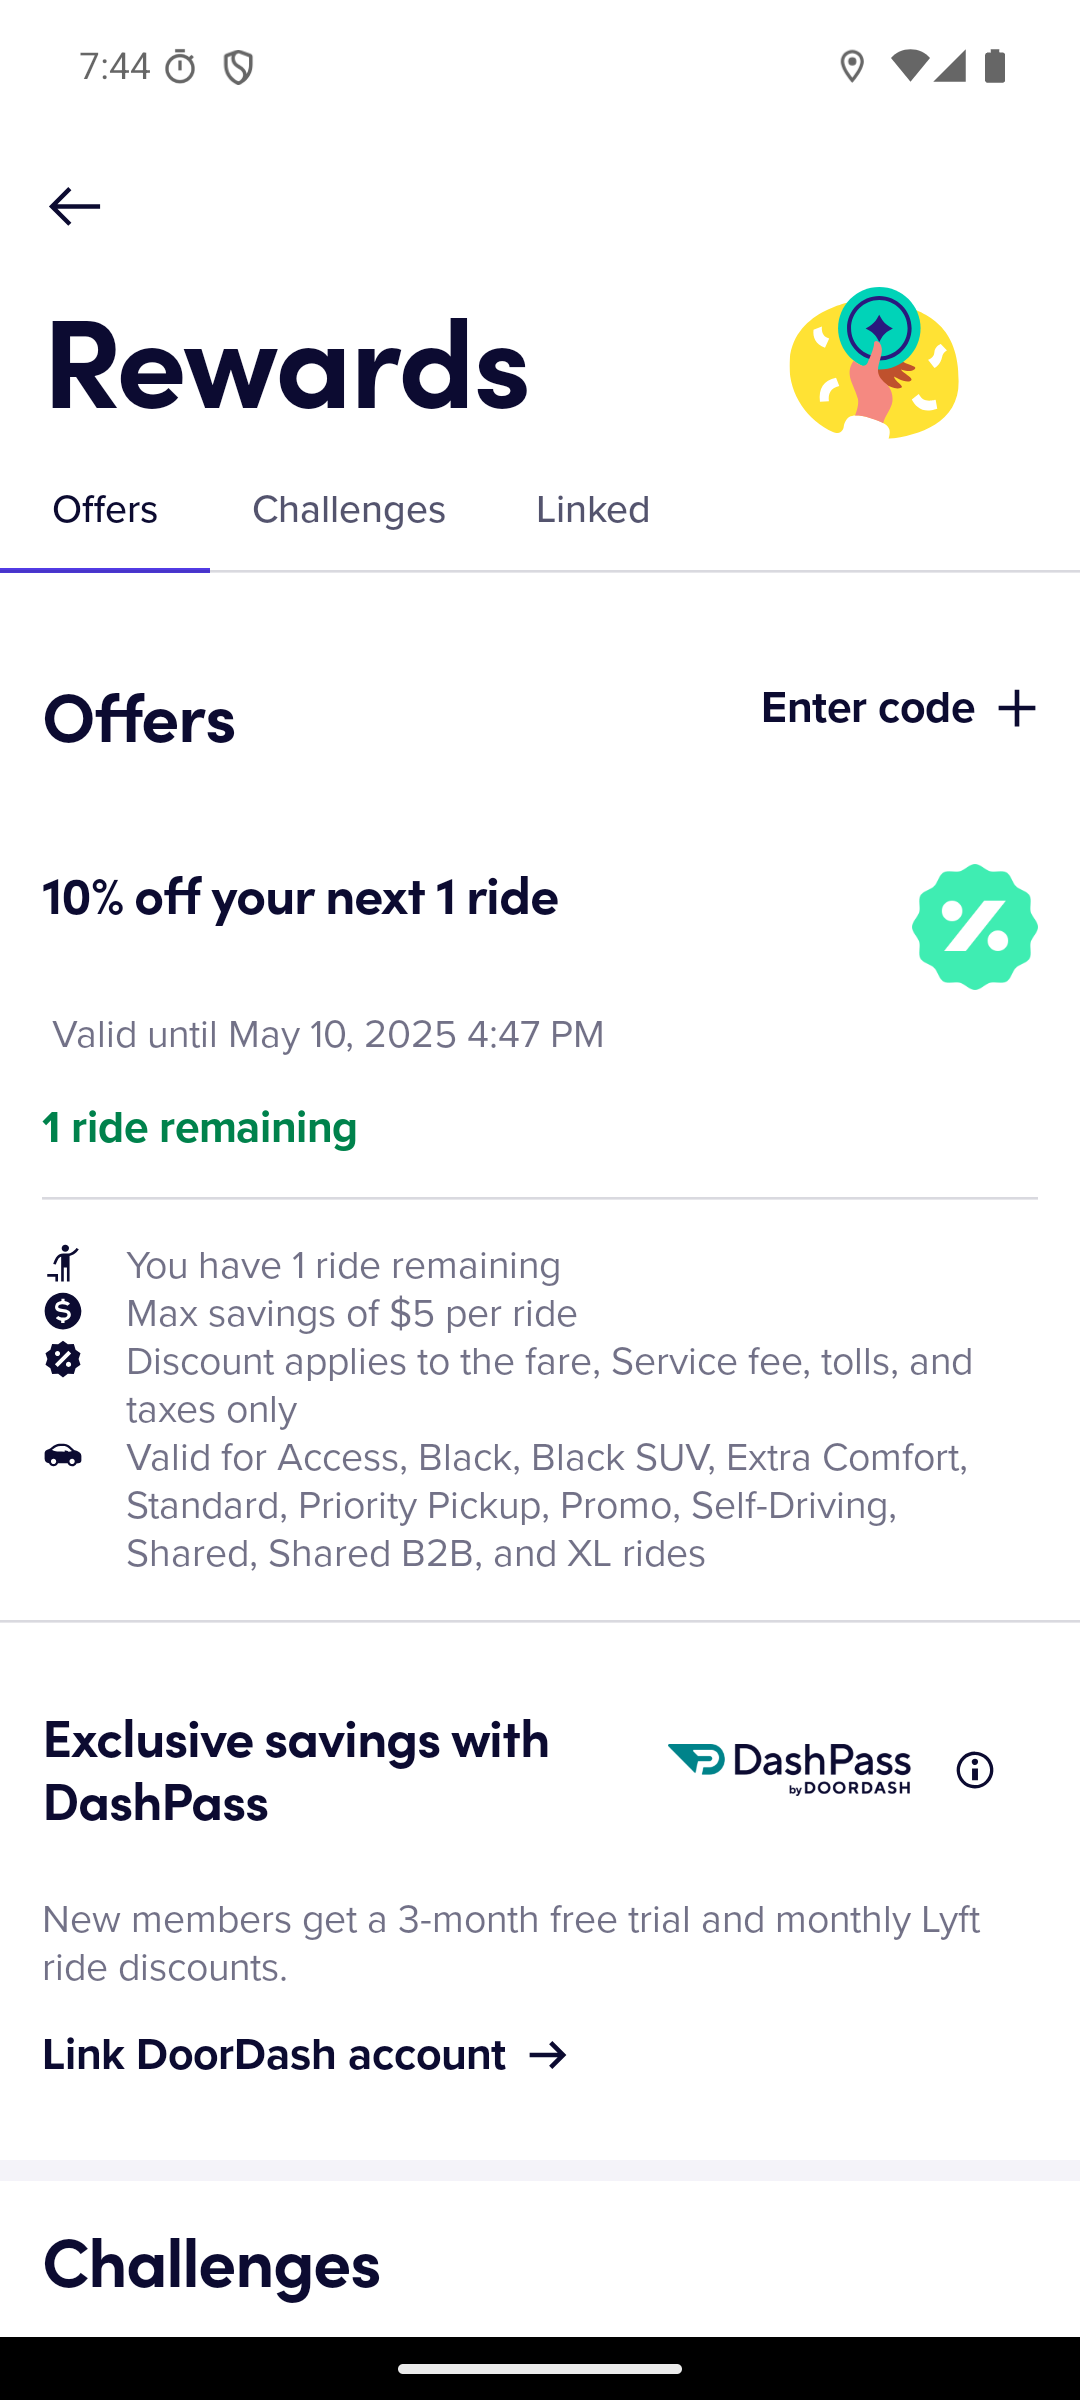 7:44
Rewards
Offers
Challenges
Linked
Offers
Enter code
10% off your next 1 ride
Valid until May 10, 2025 4:47 PM
1 ride remaining
You have 1 ride remaining
Max savings of $5 per ride
Discount applies to the fare, Service fee, tolls, and
taxes only
Valid for Access, Black, Black SUV, Extra Comfort,
Standard, Priority Pickup, Promo, Self-Driving,
Shared, Shared B2B, and XL rides
Exclusive savings with
DashPass
DashPass
by DOORDASH
New members get a 3-month free trial and monthly Lyft
ride discounts.
Link DoorDash account
Challenges